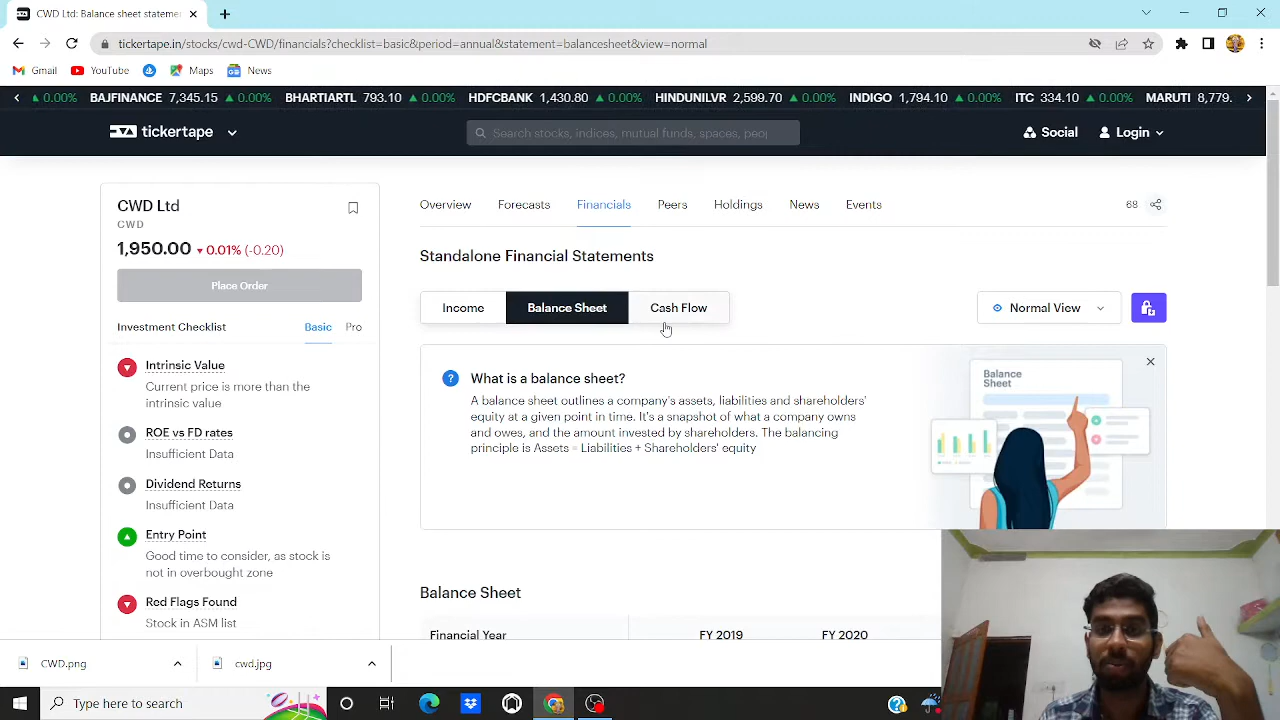 CWD Ltd: Balance sheet statemen
tickertape.in/stocks/cwd-CWD/financials?checklist=basic&period=annual&statement=balancesheet&view=normal
Gmail YouTube Maps News
0.00% BAJFINANCE 7,345.15 0.00% BHARTIARTL 793.10 0.00% HDFCBANK 1,430.80 0.00% HINDUNILVR 2,599.70 0.00% INDIGO 1,794.10 0.00% ITC 334.10 0.00% MARUTI 8,779.
tickertape
Search stocks, indices, mutual funds, spaces, peop
Social Login
CWD Ltd
CWD
1,950.00 0.01% (-0.20)
Place Order
Investment Checklist Basic Pro
Intrinsic Value
Current price is more than the
intrinsic value
ROE vs FD rates
Insufficient Data
Dividend Returns
Insufficient Data
Entry Point
Good time to consider, as stock is
not in overbought zone
Red Flags Found
Stock in ASM list
Overview Forecasts Financials Peers Holdings News Events 68
Standalone Financial Statements
Income Balance Sheet Cash Flow Normal View
What is a balance sheet?
A balance sheet outlines a company's assets, liabilities and shareholders'
equity at a given point in time. It's a snapshot of what a company owns
and owes, and the amount invested by shareholders. The balancing
principle is Assets = Liabilities + Shareholders' equity
Balance
Sheet
Balance Sheet
Financial Year FY 2019 FY 2020
CWD.png cwd.jpg
Type here to search